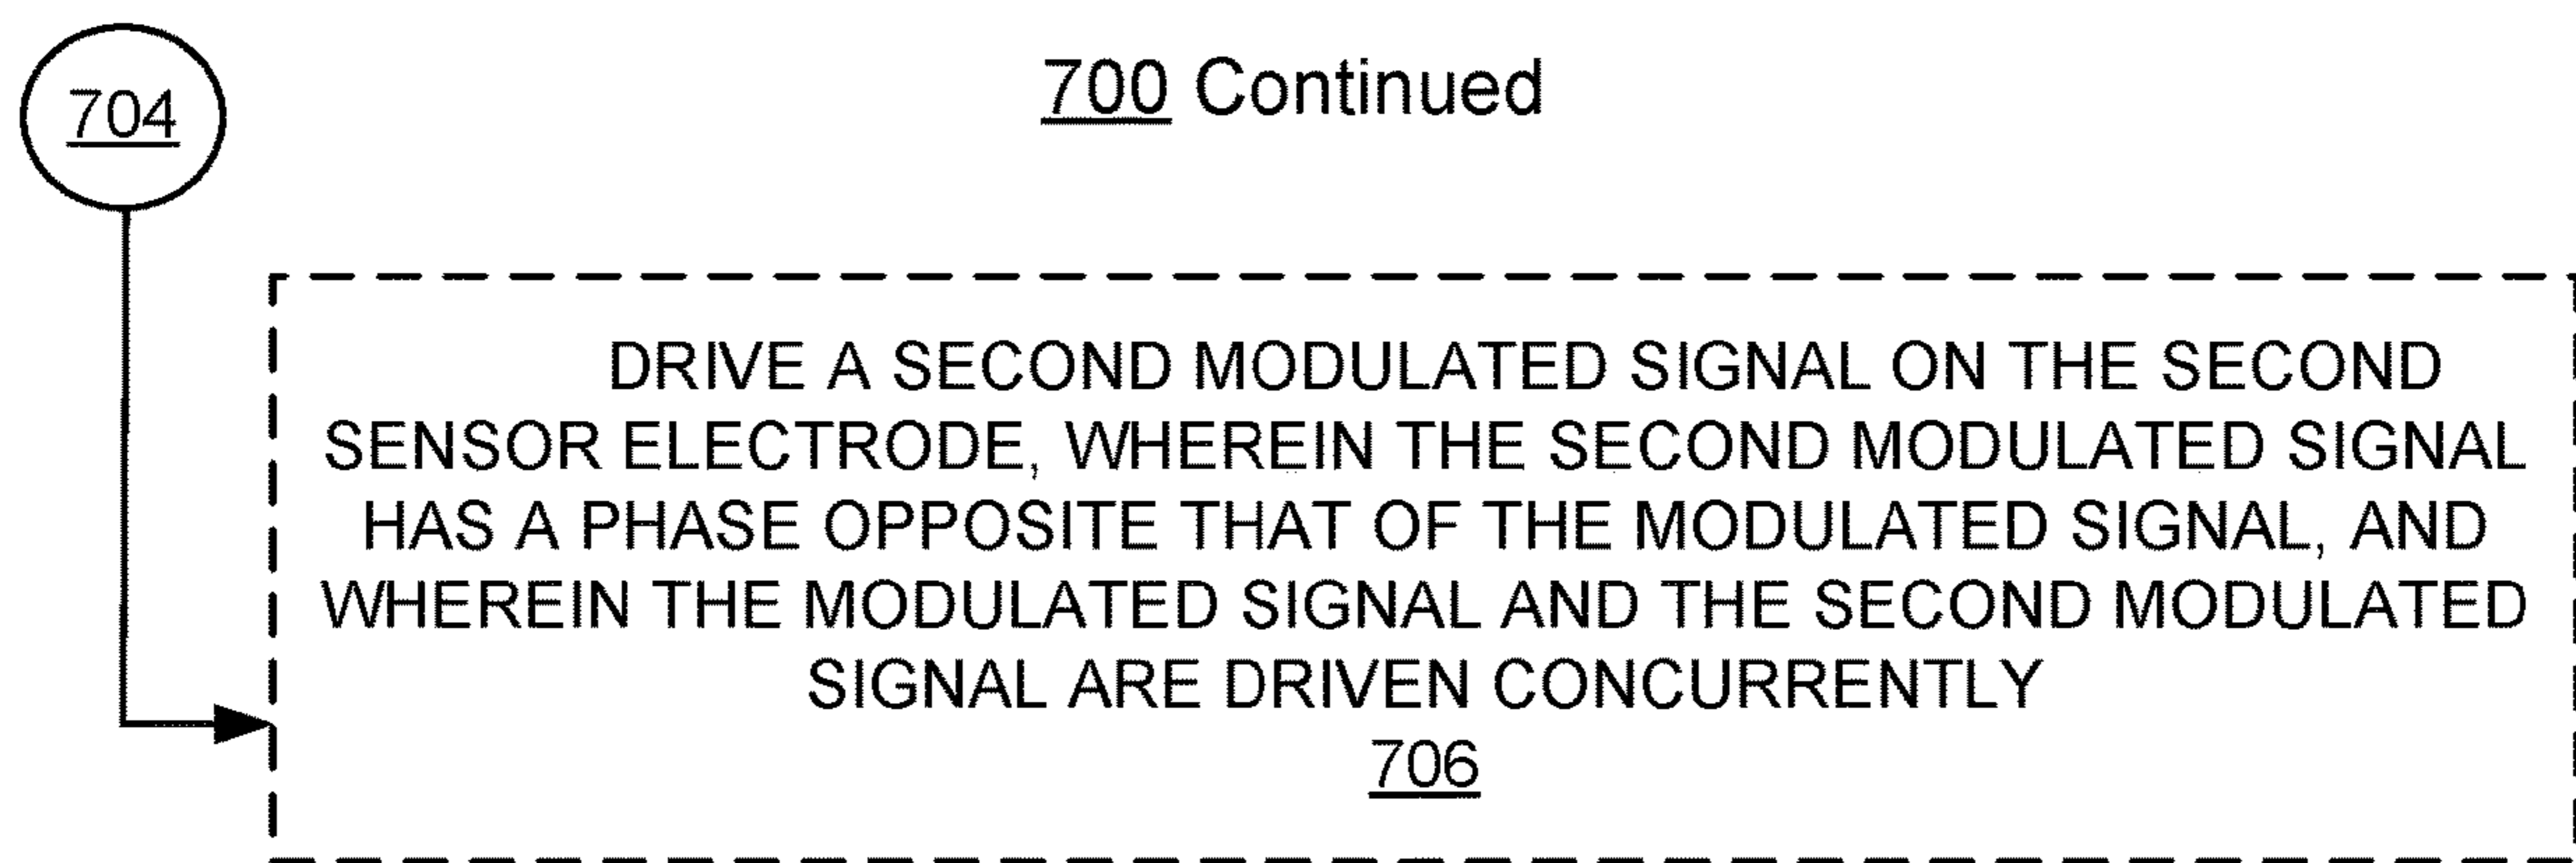 704
700 Continued
DRIVE A SECOND MODULATED SIGNAL ON THE SECOND
SENSOR ELECTRODE, WHEREIN THE SECOND MODULATED SIGNAL
HAS A PHASE OPPOSITE THAT OF THE MODULATED SIGNAL, AND
WHEREIN THE MODULATED SIGNAL AND THE SECOND MODULATED
SIGNAL ARE DRIVEN CONCURRENTLY
706